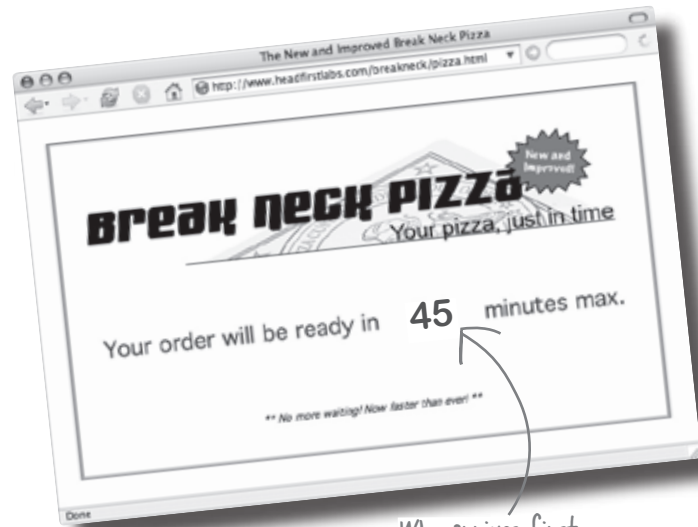 The New and Improved Break Neck Pizza
http://www.headfirstlabs.com/breakneck/pizza.html
New and
Improved!
Break Neck Pizza
Your pizza, just in time
Your order will be ready in 45 minutes max.
** No more waiting! Now faster than ever! **
Done